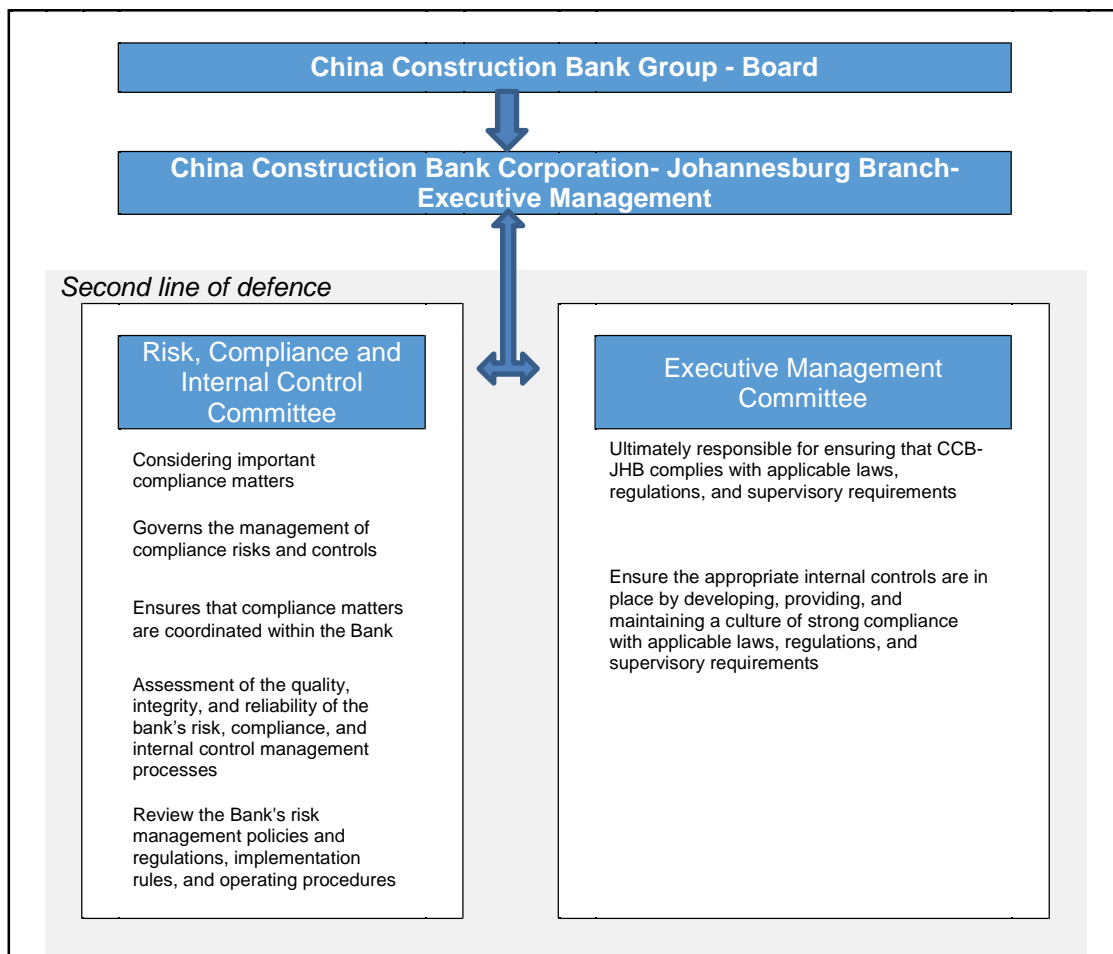 China Construction Bank Group - Board
China Construction Bank Corporation- Johannesburg Branch-
Executive Management
Second line of defence
Risk, Compliance and
Internal Control
Committee
Considering important
compliance matters
Governs the management of
compliance risks and controls
Ensures that compliance matters
are coordinated within the Bank
Assessment of the quality,
integrity, and reliability of the
bank’s risk, compliance, and
internal control management
processes
Review the Bank's risk
management policies and
regulations, implementation
rules, and operating procedures
Executive Management
Committee
Ultimately responsible for ensuring that CCB-
JHB complies with applicable laws,
regulations, and supervisory requirements
Ensure the appropriate internal controls are in
place by developing, providing, and
maintaining a culture of strong compliance
with applicable laws, regulations, and
supervisory requirements